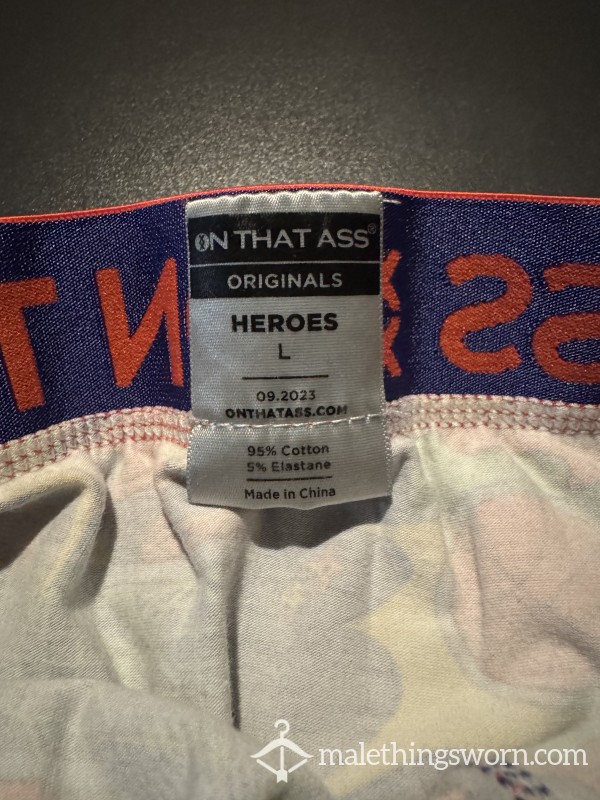 ON THAT ASS®
ORIGINALS
HEROES
L
09.2023
ONTHATASS.COM
95% Cotton
5% Elastane
Made in China
malethingsworn.com